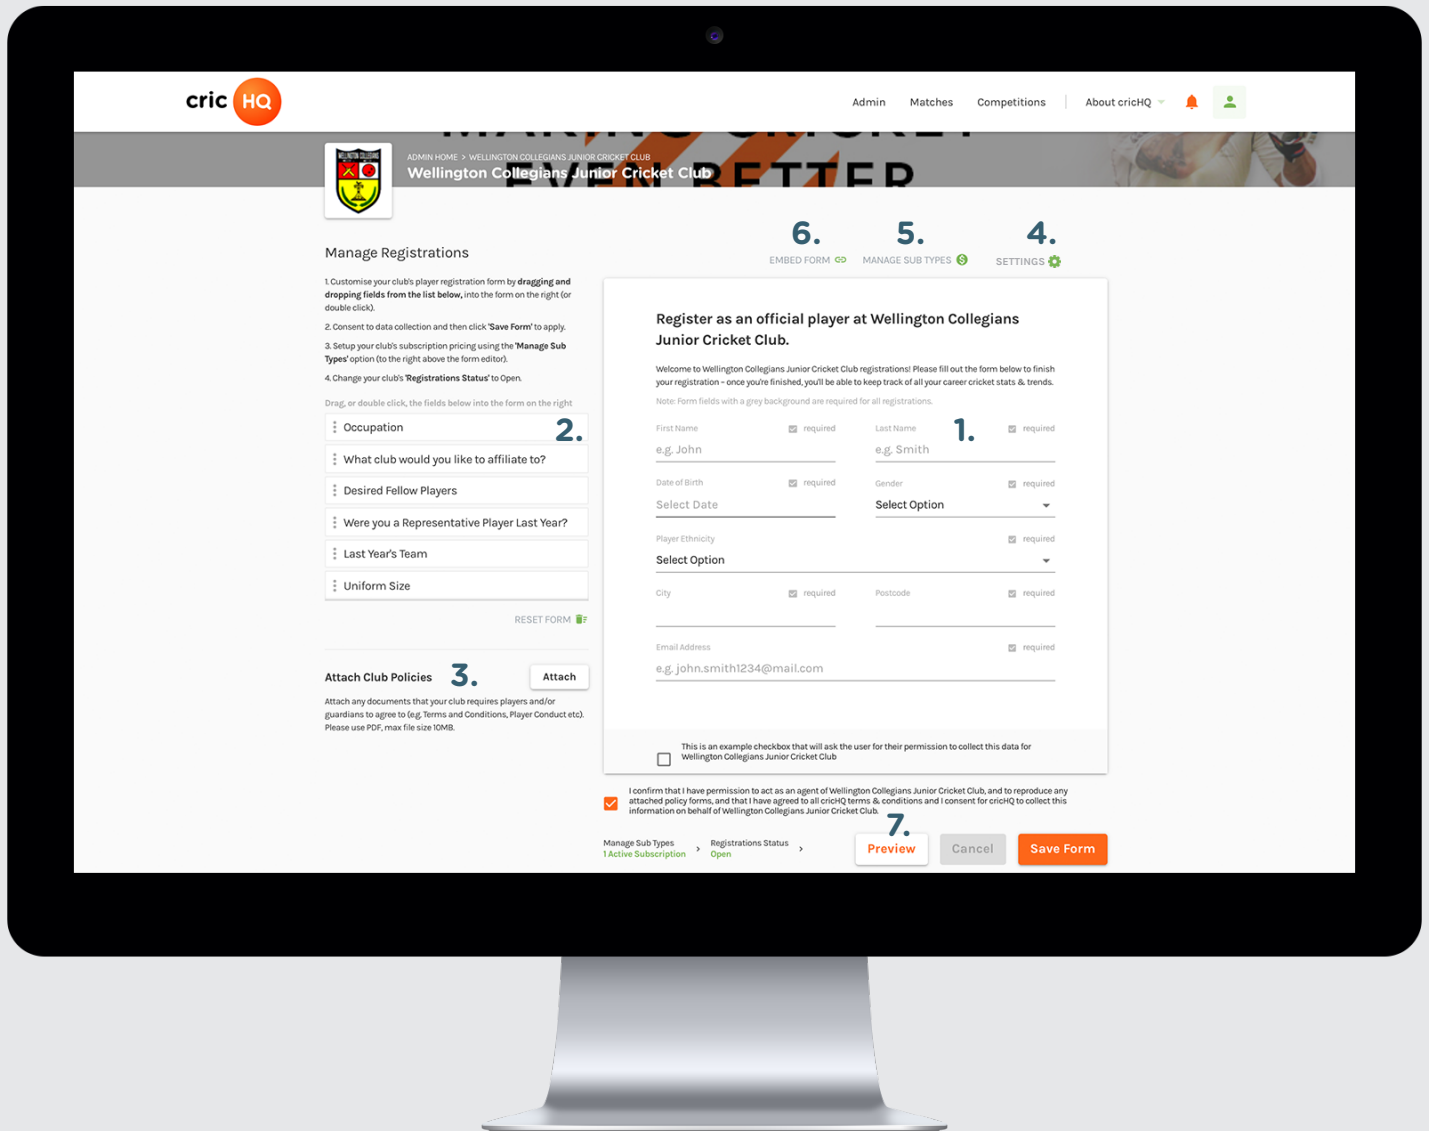 cric HQ
Admin Matches Competitions About cricHQ
MAKING CRICKET
EVEN BETTER
WELLINGTON COLLEGIANS
ADMIN HOME > WELLINGTON COLLEGIANS JUNIOR CRICKET CLUB
Wellington Collegians Junior Cricket Club
6. 5. 4.
EMBED FORM MANAGE SUB TYPES $ SETTINGS
Manage Registrations
1. Customise your club's player registration form by dragging and
dropping fields from the list below, into the form on the right (or
double click).
2. Consent to data collection and then click 'Save Form' to apply.
3. Setup your club's subscription pricing using the 'Manage Sub
Types' option (to the right above the form editor).
4. Change your club's 'Registrations Status' to Open.
Drag, or double click, the fields below into the form on the right
Occupation
2.
What club would you like to affiliate to?
Desired Fellow Players
Were you a Representative Player Last Year?
Last Year's Team
Uniform Size
RESET FORM
Attach Club Policies
3.
Attach
Attach any documents that your club requires players and/or
guardians to agree to (e.g. Terms and Conditions, Player Conduct etc).
Please use PDF, max file size 10MB.
Register as an official player at Wellington Collegians
Junior Cricket Club.
Welcome to Wellington Collegians Junior Cricket Club registrations! Please fill out the form below to finish
your registration – once you're finished, you'll be able to keep track of all your career cricket stats & trends.
Note: Form fields with a grey background are required for all registrations.
First Name required Last Name 1. required
e.g. John e.g. Smith
Date of Birth required Gender required
Select Date Select Option
Player Ethnicity required
Select Option
City required Postcode required
Email Address required
e.g. john.smith1234@mail.com
This is an example checkbox that will ask the user for their permission to collect this data for
Wellington Collegians Junior Cricket Club
I confirm that I have permission to act as an agent of Wellington Collegians Junior Cricket Club, and to reproduce any
attached policy forms, and that I have agreed to all cricHQ terms & conditions and I consent for cricHQ to collect this
information on behalf of Wellington Collegians Junior Cricket Club.
7.
Manage Sub Types > Registrations Status >
1 Active Subscription Open
Preview Cancel Save Form